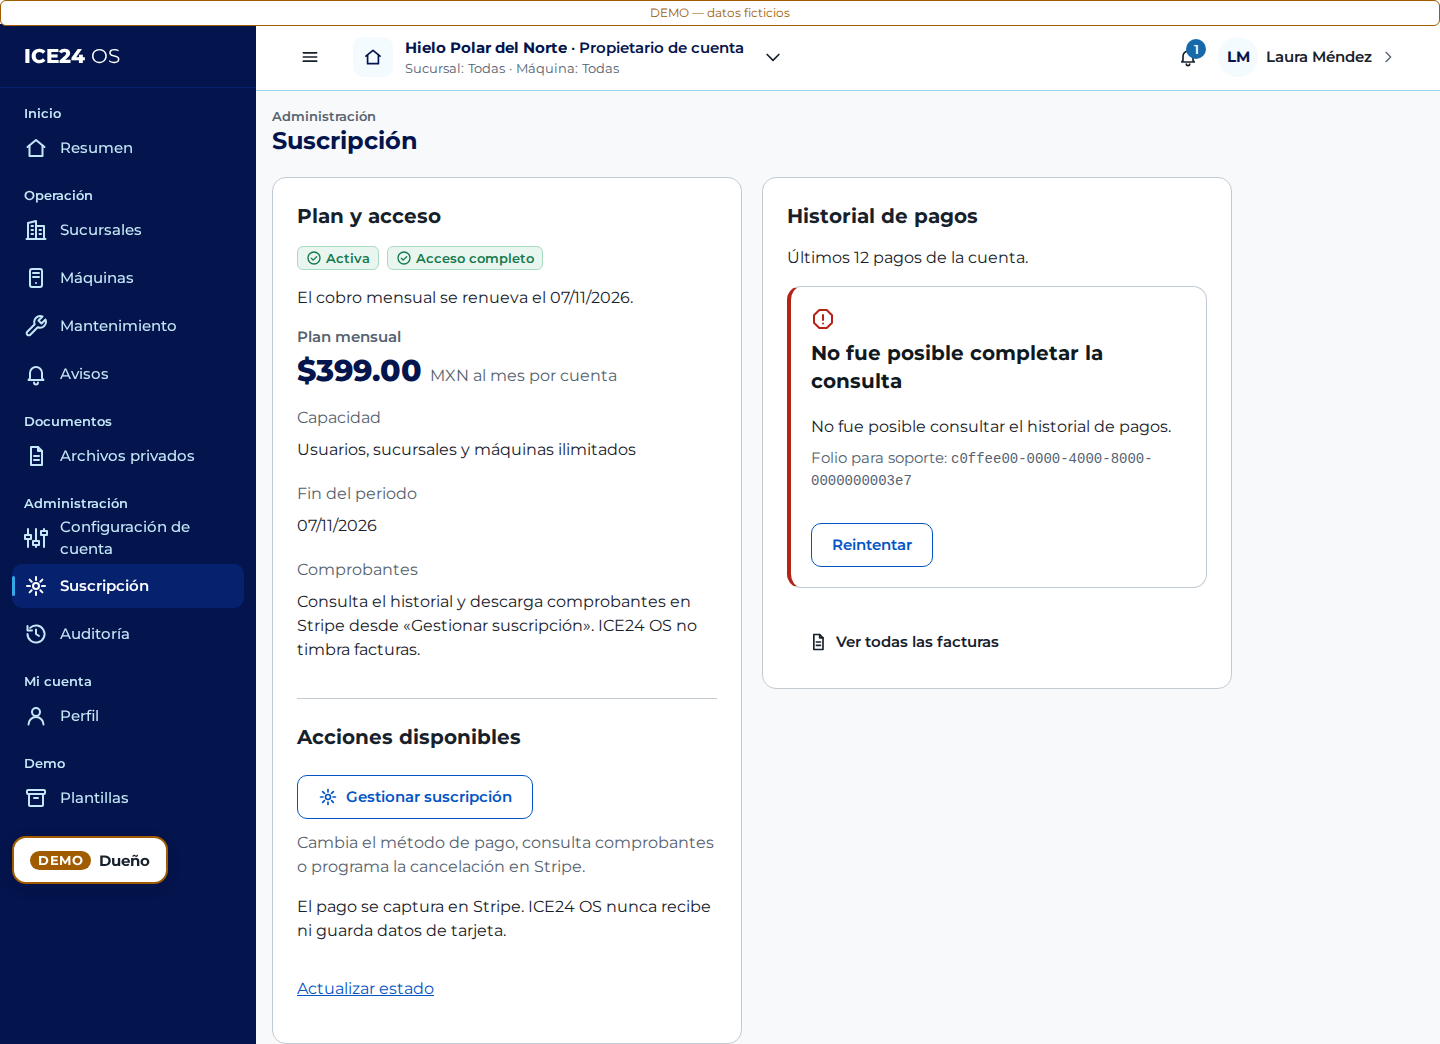 DEMO — datos ficticios
ICE24 OS
Inicio
Resumen
Operación
Sucursales
Máquinas
Mantenimiento
Avisos
Documentos
Archivos privados
Administración
Configuración de
cuenta
Suscripción
Auditoría
Mi cuenta
Perfil
Demo
Plantillas
DEMO Dueño
Hielo Polar del Norte · Propietario de cuenta
Sucursal: Todas · Máquina: Todas
1
LM Laura Méndez
Administración
Suscripción
Plan y acceso
Activa
Acceso completo
El cobro mensual se renueva el 07/11/2026.
Plan mensual
$399.00 MXN al mes por cuenta
Capacidad
Usuarios, sucursales y máquinas ilimitados
Fin del periodo
07/11/2026
Comprobantes
Consulta el historial y descarga comprobantes en
Stripe desde «Gestionar suscripción». ICE24 OS no
timbra facturas.
Acciones disponibles
Gestionar suscripción
Cambia el método de pago, consulta comprobantes
o programa la cancelación en Stripe.
El pago se captura en Stripe. ICE24 OS nunca recibe
ni guarda datos de tarjeta.
Actualizar estado
Historial de pagos
Últimos 12 pagos de la cuenta.
No fue posible completar la
consulta
No fue posible consultar el historial de pagos.
Folio para soporte: c0ffee00-0000-4000-8000-
0000000003e7
Reintentar
Ver todas las facturas